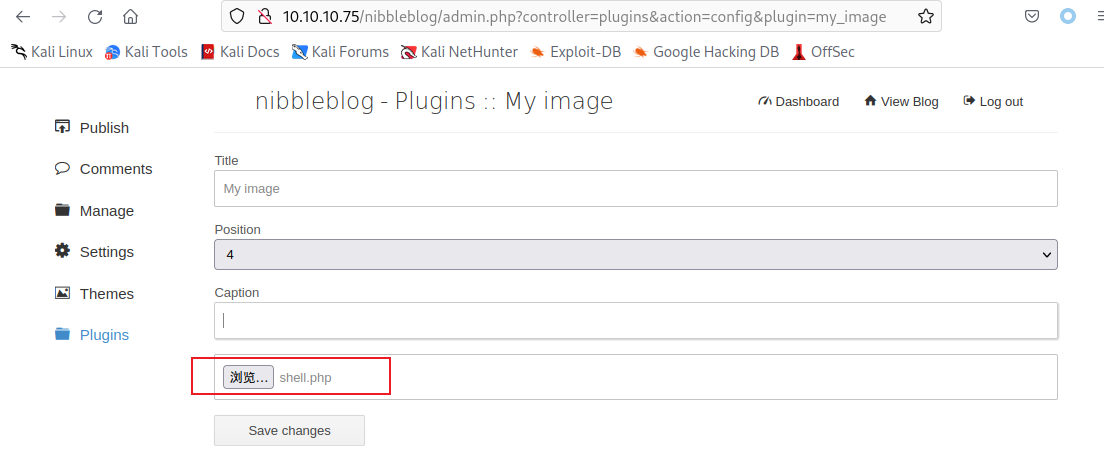 10.10.10.75/nibbleblog/admin.php?controller=plugins&action=config&plugin=my_image
Kali Linux Kali Tools Kali Docs Kali Forums Kali NetHunter Exploit-DB Google Hacking DB OffSec
nibbleblog - Plugins :: My image
Dashboard View Blog Log out
Publish
Comments
Manage
Settings
Themes
Plugins
Title
My image
Position
4
Caption
浏览... shell.php
Save changes